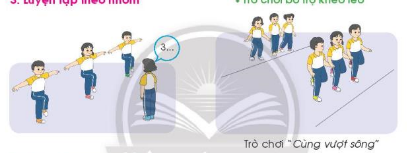 3. Luyện tập theo nhóm
• Trò chơi bổ trợ khéo léo
3...
Trò chơi "Cùng vượt sông"